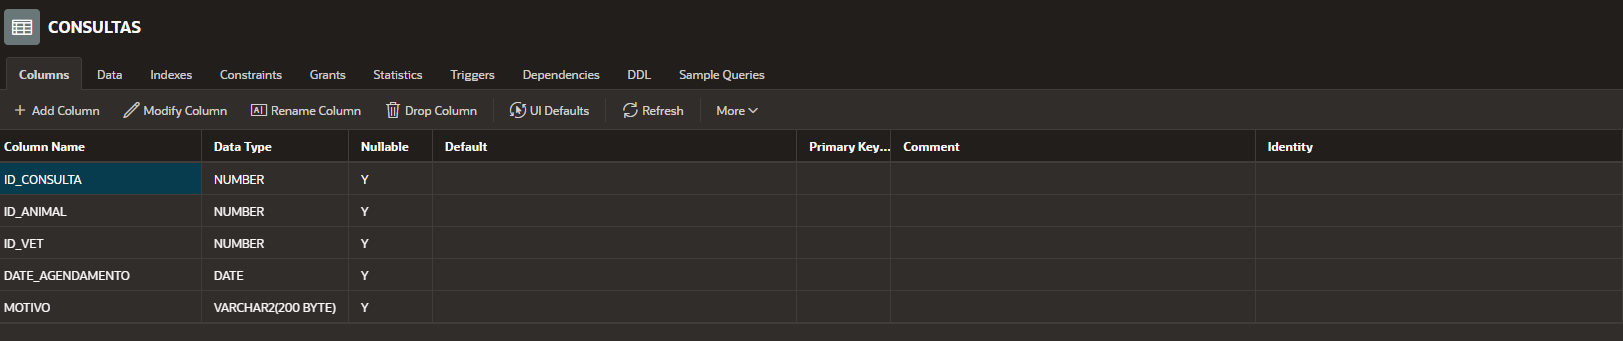 CONSULTAS
Columns Data Indexes Constraints Grants Statistics Triggers Dependencies DDL Sample Queries
Add Column Modify Column Rename Column Drop Column UI Defaults Refresh More
Column Name Data Type Nullable Default Primary Key... Comment Identity
ID_CONSULTA NUMBER Y
ID_ANIMAL NUMBER Y
ID_VET NUMBER Y
DATE_AGENDAMENTO DATE Y
MOTIVO VARCHAR2(200 BYTE) Y